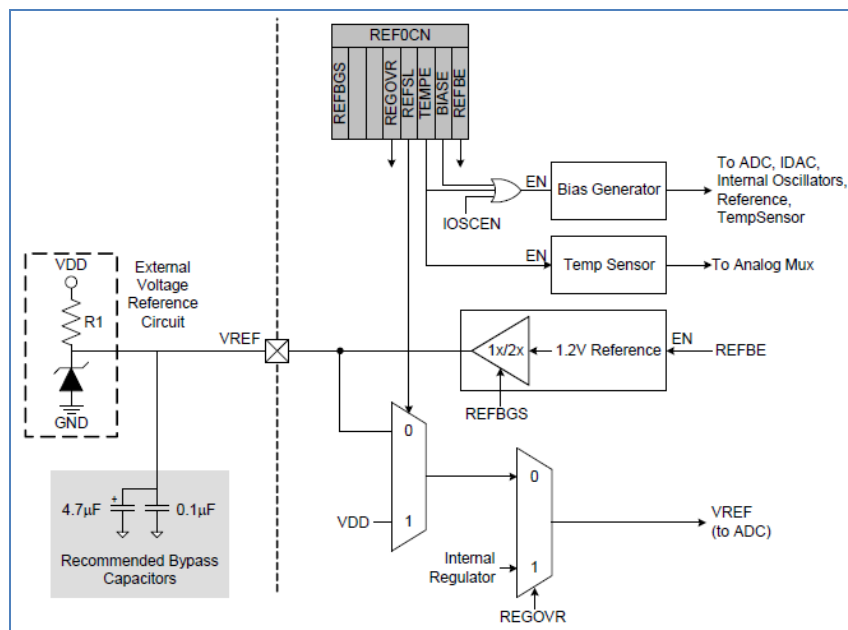 REF0CN
REFBGS
REGOVR
REFSL
TEMPE
BIASE
REFBE
EN
Bias Generator
To ADC, IDAC,
Internal Oscillators,
Reference,
TempSensor
IOSCEN
EN
Temp Sensor
To Analog Mux
VDD
R1
GND
External
Voltage
Reference
Circuit
VREF
1x/2x
1.2V Reference
EN
REFBE
REFBGS
0
VDD
1
4.7µF
+
0.1µF
Recommended Bypass
Capacitors
0
Internal
Regulator
1
REGOVR
VREF
(to ADC)